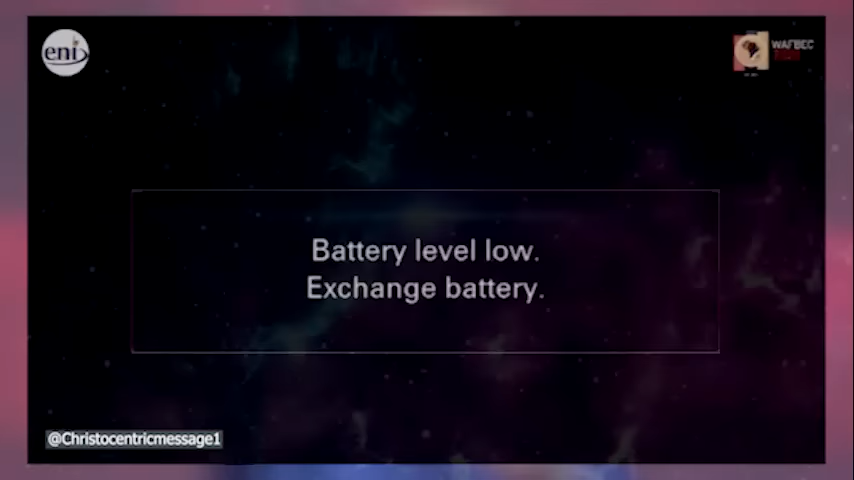 eni
WAFBEC
Battery level low.
Exchange battery.
@Christocentricmessage1